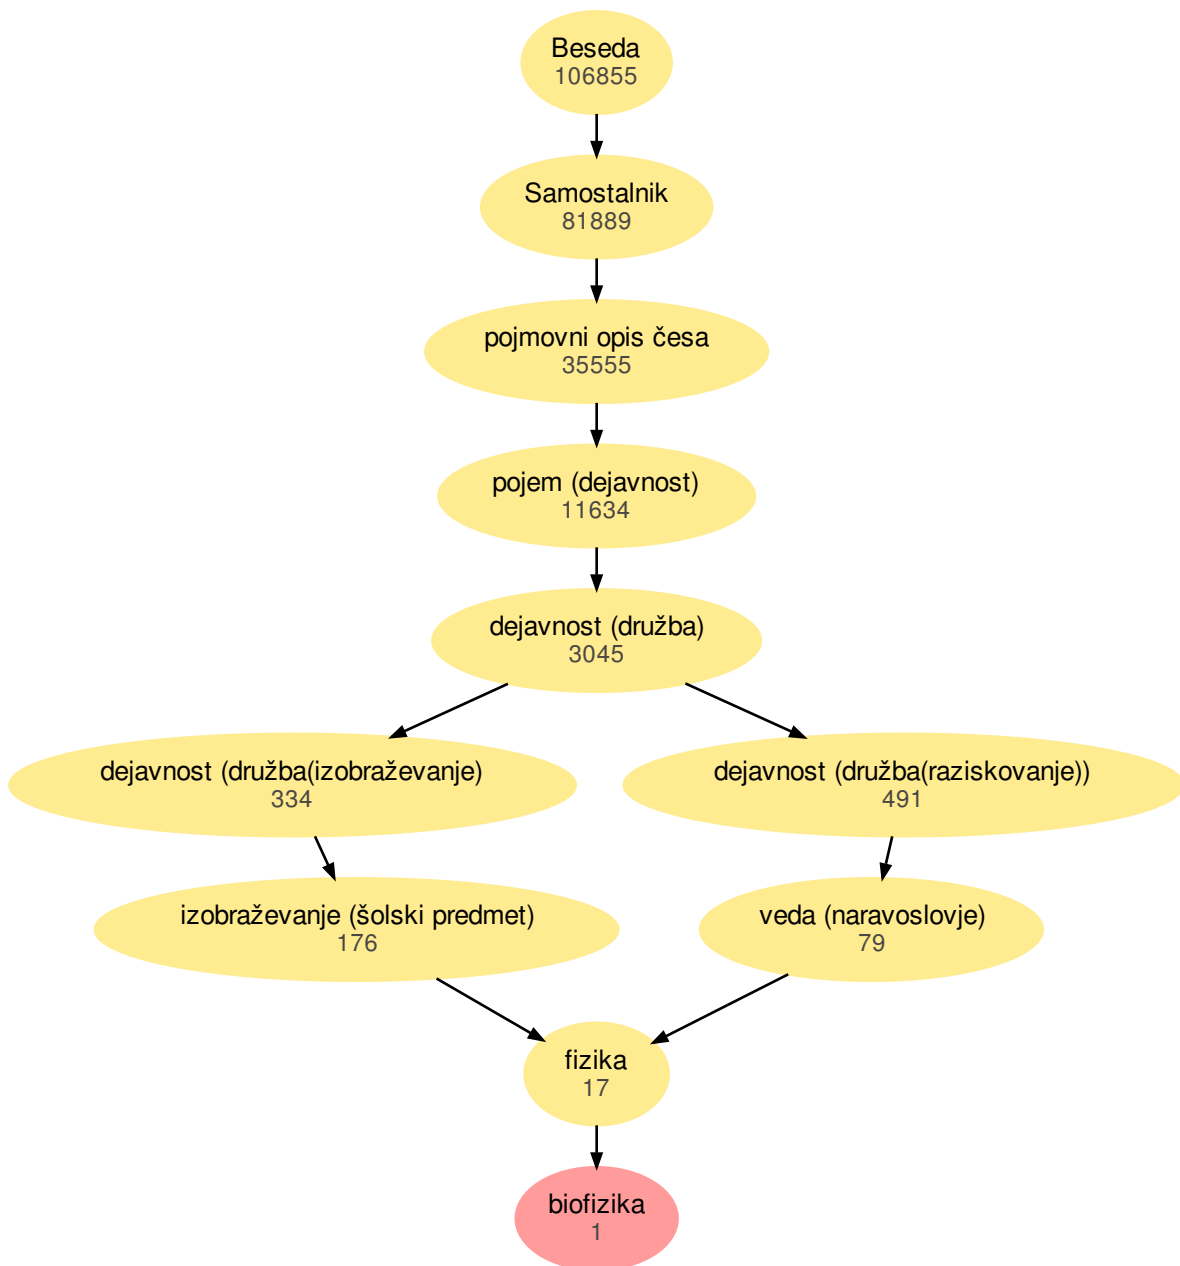 Beseda
106855
Samostalnik
81889
pojmovni opis česa
35555
pojem (dejavnost)
11634
dejavnost (družba)
3045
dejavnost (družba(izobraževanje)
334
dejavnost (družba(raziskovanje))
491
izobraževanje (šolski predmet)
176
veda (naravoslovje)
79
fizika
17
biofizika
1